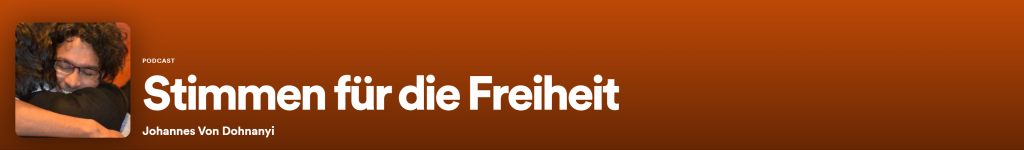 PODCAST
Stimmen für die Freiheit
Johannes Von Dohnanyi